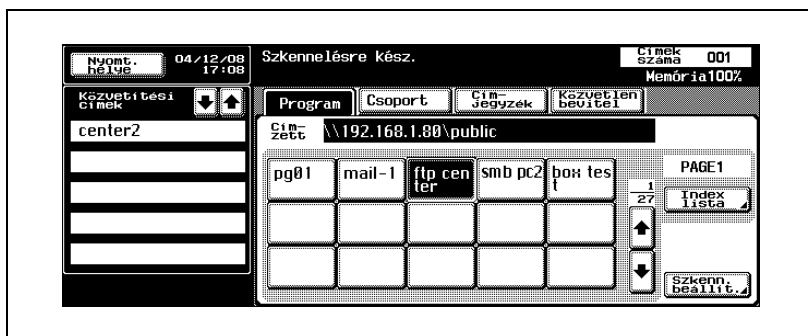 Nyomt.
helye
04/12/08
17:08
Szkennelésre kész.
Címek
száma
001
Memória100%
Közvetítési
címek
center2
Program
Csoport
Cím-
jegyzék
Közvetlen
bevitel
Cím-
zett
\\192.168.1.80\public
pg01
mail-1
ftp cen
ter
smb pc2
box tes
t
1
27
PAGE1
Index
lista
Szkenn.
beállít.